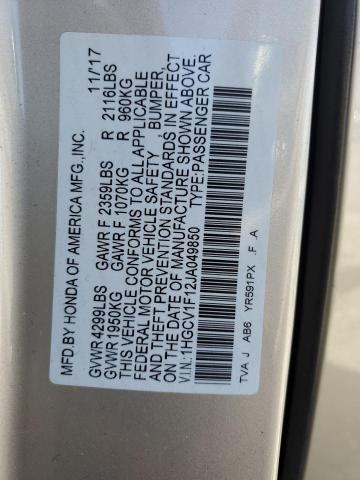 MFD.BY HONDA OF AMERICA MFG.,INC. 11/17
GVWR 4299LBS GAWR F 2359LBS R 2116LBS
GVWR 1950KG GAWR F 1070KG R 960KG
THIS VEHICLE CONFORMS TO ALL APPLICABLE
FEDERAL MOTOR VEHICLE SAFETY, BUMPER,
AND THEFT PREVENTION STANDARDS IN EFFECT
ON THE DATE OF MANUFACTURE SHOWN ABOVE.
V.I.N.:1HGCV1F12JA049850 TYPE:PASSENGER CAR
TVA J AB6 YR591PX .F .A